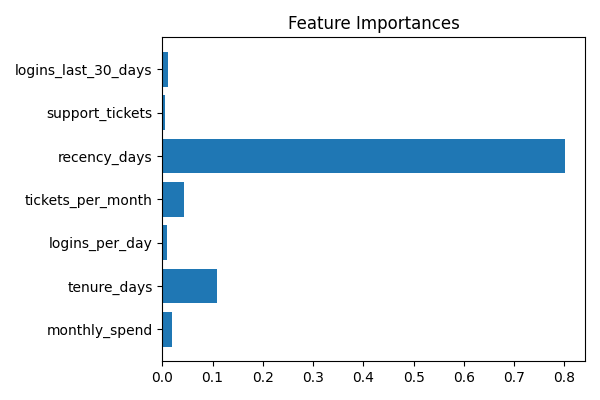 Feature Importances
logins_last_30_days
support_tickets
recency_days
tickets_per_month
logins_per_day
tenure_days
monthly_spend
0.0 0.1 0.2 0.3 0.4 0.5 0.6 0.7 0.8